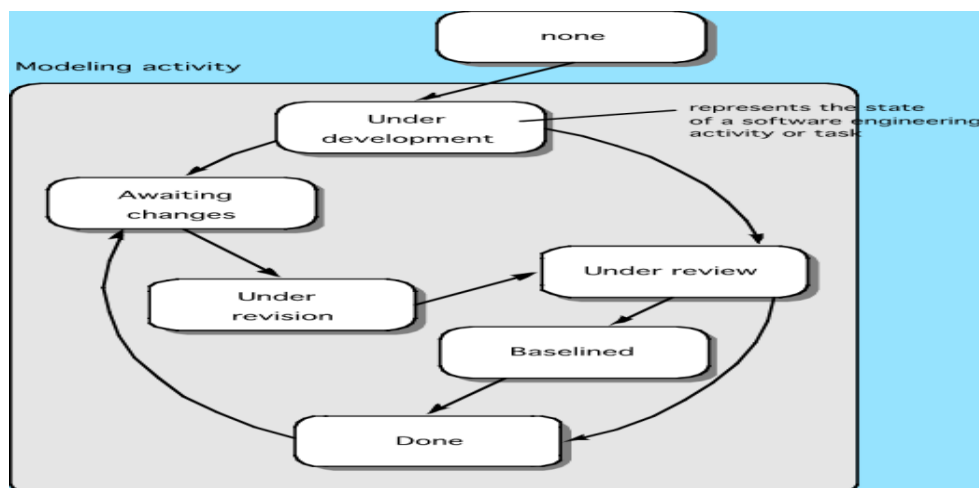 none
Modeling activity
represents the state
of a software engineering
activity or task
Under
development
Awaiting
changes
Under review
Under
revision
Baselined
Done